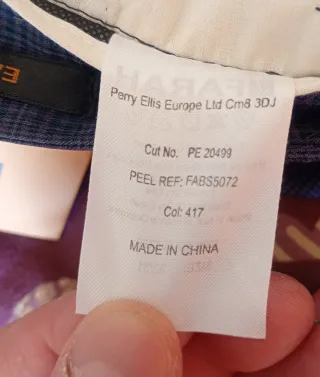 Perry Ellis Europe Ltd Cm8 3DJ
Cut No. PE 20499
PEEL REF: FABS5072
Col: 417
MADE IN CHINA